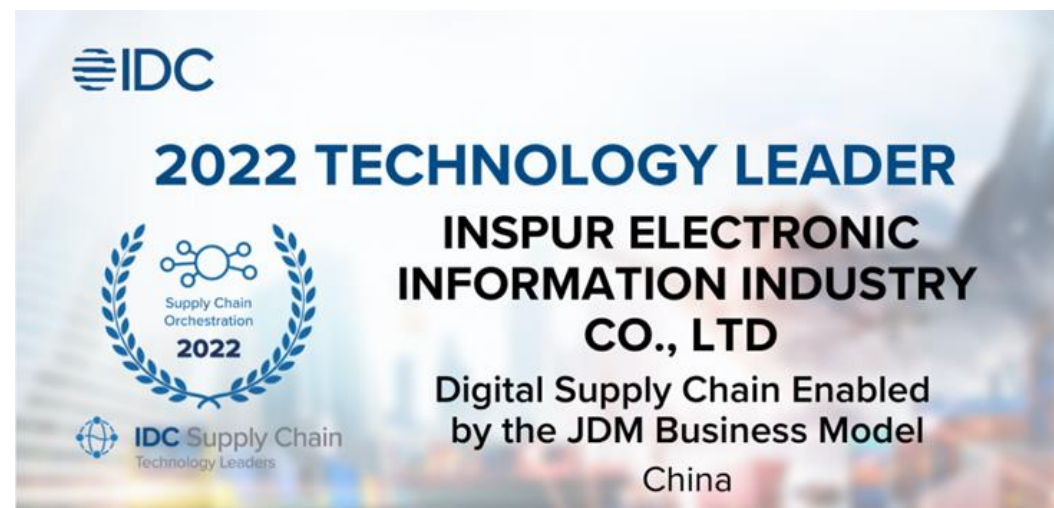 IDC
2022 TECHNOLOGY LEADER
Supply Chain
Orchestration
2022
IDC Supply Chain
Technology Leaders
INSPUR ELECTRONIC
INFORMATION INDUSTRY
CO., LTD
Digital Supply Chain Enabled
by the JDM Business Model
China